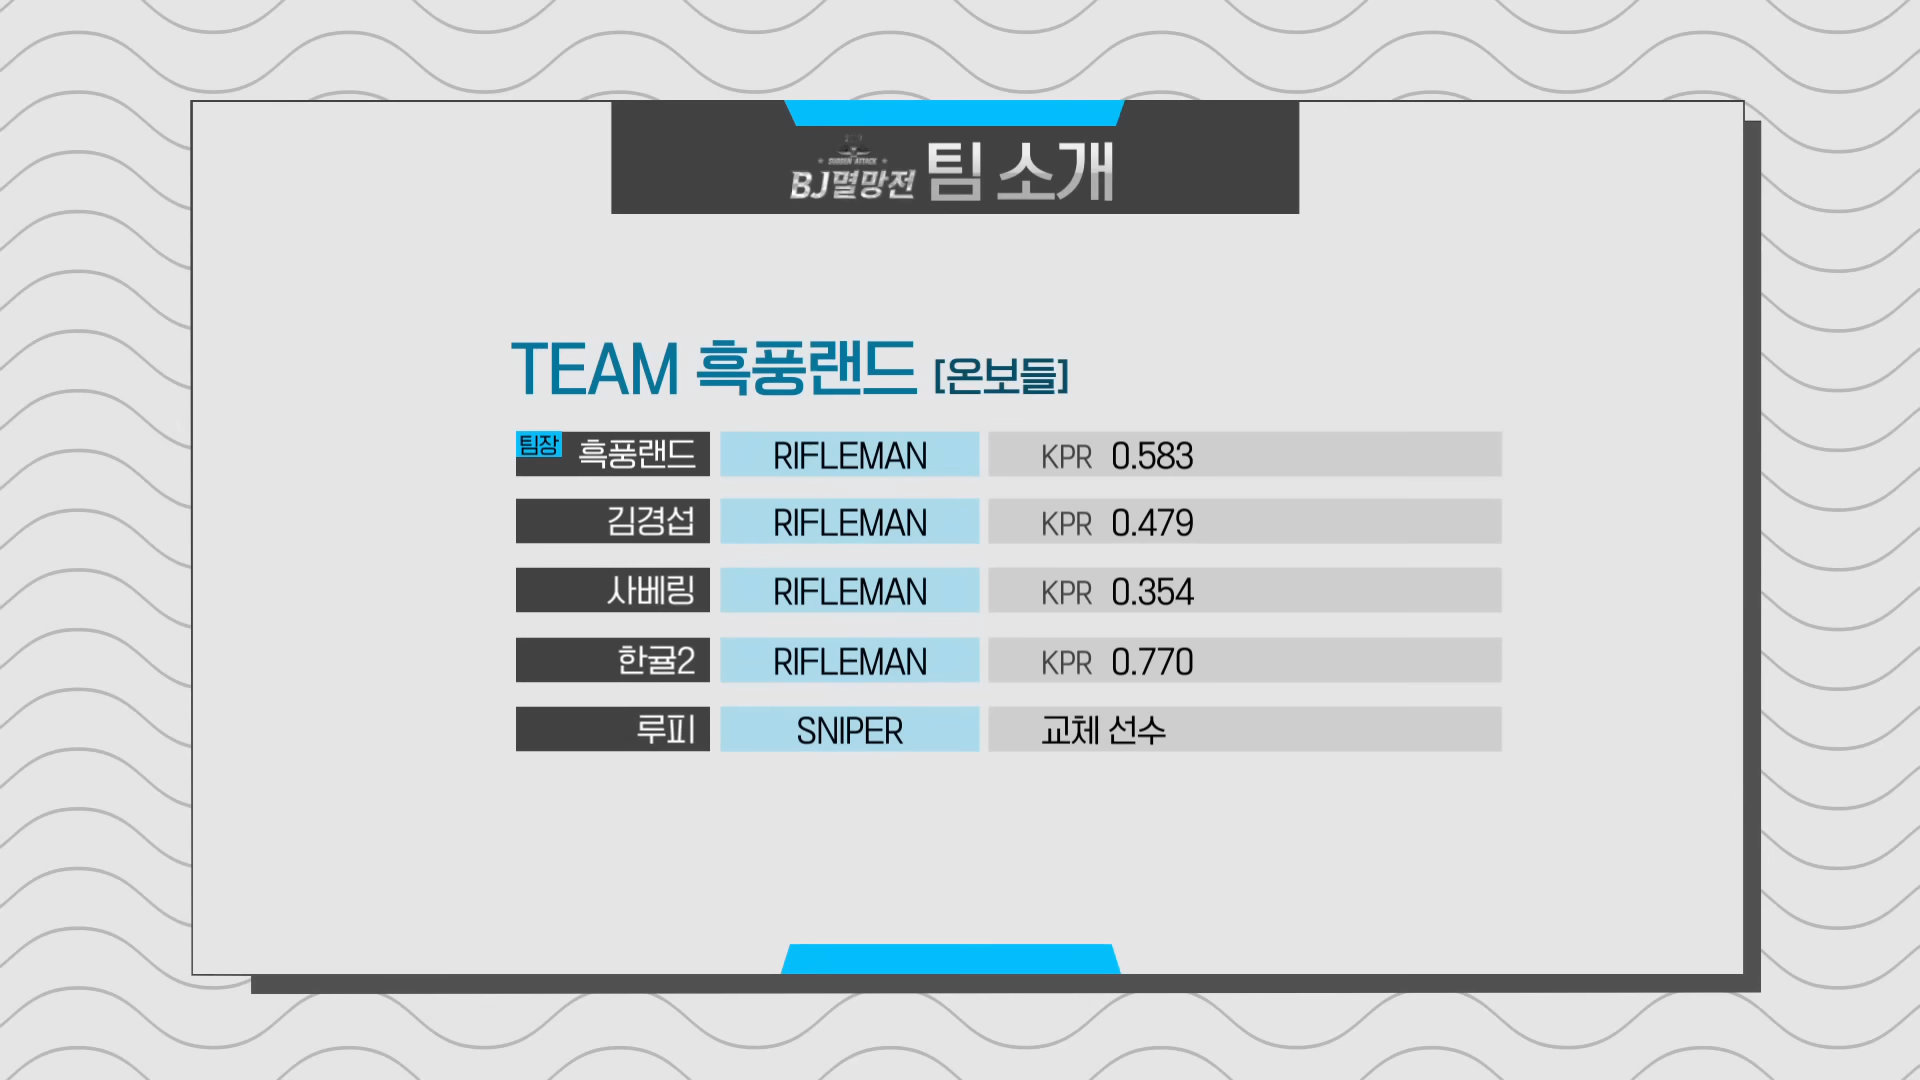 SUDDEN ATTACK
BJ멸망전 팀 소개
TEAM 흑풍랜드 [온보들]
팀장 흑풍랜드 RIFLEMAN KPR 0.583
김경섭 RIFLEMAN KPR 0.479
사베링 RIFLEMAN KPR 0.354
한귤2 RIFLEMAN KPR 0.770
루피 SNIPER 교체 선수